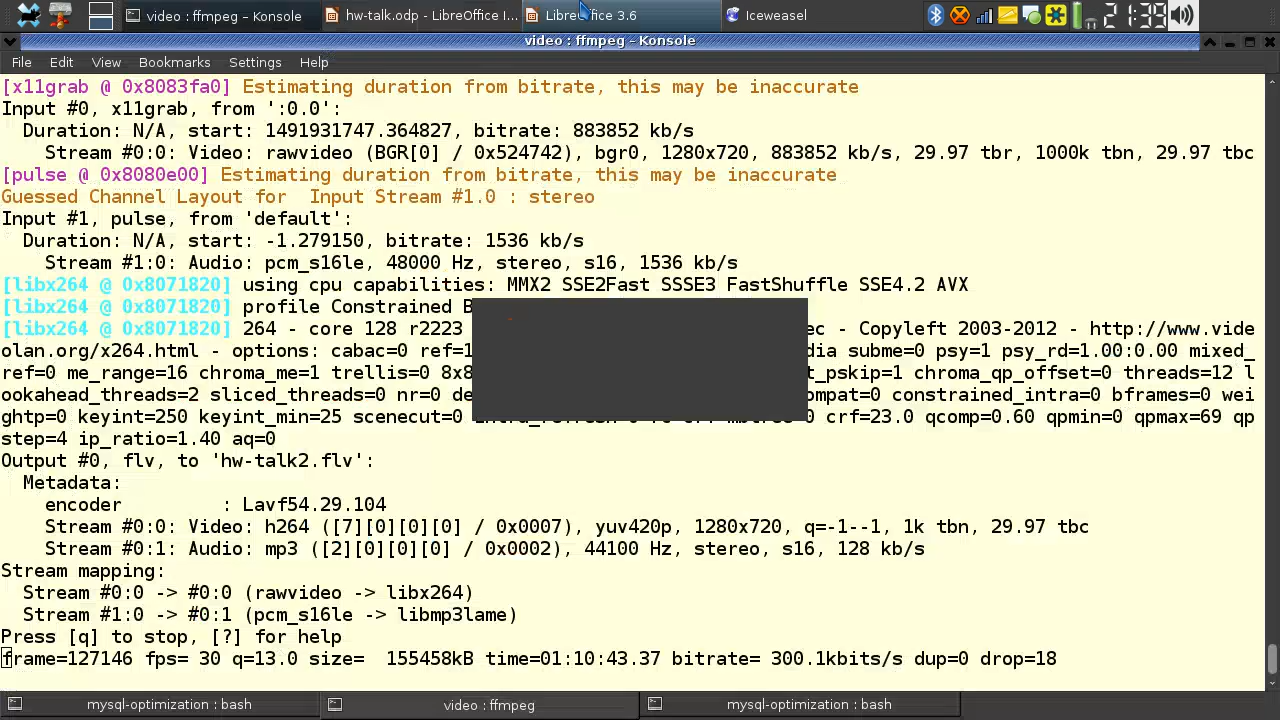 video : ffmpeg – Konsole
hw-talk.odp - LibreOffice I...
LibreOffice 3.6
Iceweasel
21:39
video : ffmpeg – Konsole
File Edit View Bookmarks Settings Help
[x11grab @ 0x8083fa0] Estimating duration from bitrate, this may be inaccurate
Input #0, x11grab, from ':0.0':
Duration: N/A, start: 1491931747.364827, bitrate: 883852 kb/s
Stream #0:0: Video: rawvideo (BGR[0] / 0x524742), bgr0, 1280x720, 883852 kb/s, 29.97 tbr, 1000k tbn, 29.97 tbc
[pulse @ 0x8080e00] Estimating duration from bitrate, this may be inaccurate
Guessed Channel Layout for  Input Stream #1.0 : stereo
Input #1, pulse, from 'default':
Duration: N/A, start: -1.279150, bitrate: 1536 kb/s
Stream #1:0: Audio: pcm_s16le, 48000 Hz, stereo, s16, 1536 kb/s
[libx264 @ 0x8071820] using cpu capabilities: MMX2 SSE2Fast SSSE3 FastShuffle SSE4.2 AVX
[libx264 @ 0x8071820] profile Constrained B
[libx264 @ 0x8071820] 264 - core 128 r2223 ec - Copyleft 2003-2012 - http://www.vide
olan.org/x264.html - options: cabac=0 ref=1 dia subme=0 psy=1 psy_rd=1.00:0.00 mixed_
ref=0 me_range=16 chroma_me=1 trellis=0 8x8 t_pskip=1 chroma_qp_offset=0 threads=12 l
ookahead_threads=2 sliced_threads=0 nr=0 de ompat=0 constrained_intra=0 bframes=0 wei
ghtp=0 keyint=250 keyint_min=25 scenecut=0 crf=23.0 qcomp=0.60 qpmin=0 qpmax=69 qp
step=4 ip_ratio=1.40 aq=0
Output #0, flv, to 'hw-talk2.flv':
Metadata:
encoder         : Lavf54.29.104
Stream #0:0: Video: h264 ([7][0][0][0] / 0x0007), yuv420p, 1280x720, q=-1--1, 1k tbn, 29.97 tbc
Stream #0:1: Audio: mp3 ([2][0][0][0] / 0x0002), 44100 Hz, stereo, s16, 128 kb/s
Stream mapping:
Stream #0:0 -> #0:0 (rawvideo -> libx264)
Stream #1:0 -> #0:1 (pcm_s16le -> libmp3lame)
Press [q] to stop, [?] for help
frame=127146 fps= 30 q=13.0 size=  155458kB time=01:10:43.37 bitrate= 300.1kbits/s dup=0 drop=18
mysql-optimization : bash
video : ffmpeg
mysql-optimization : bash